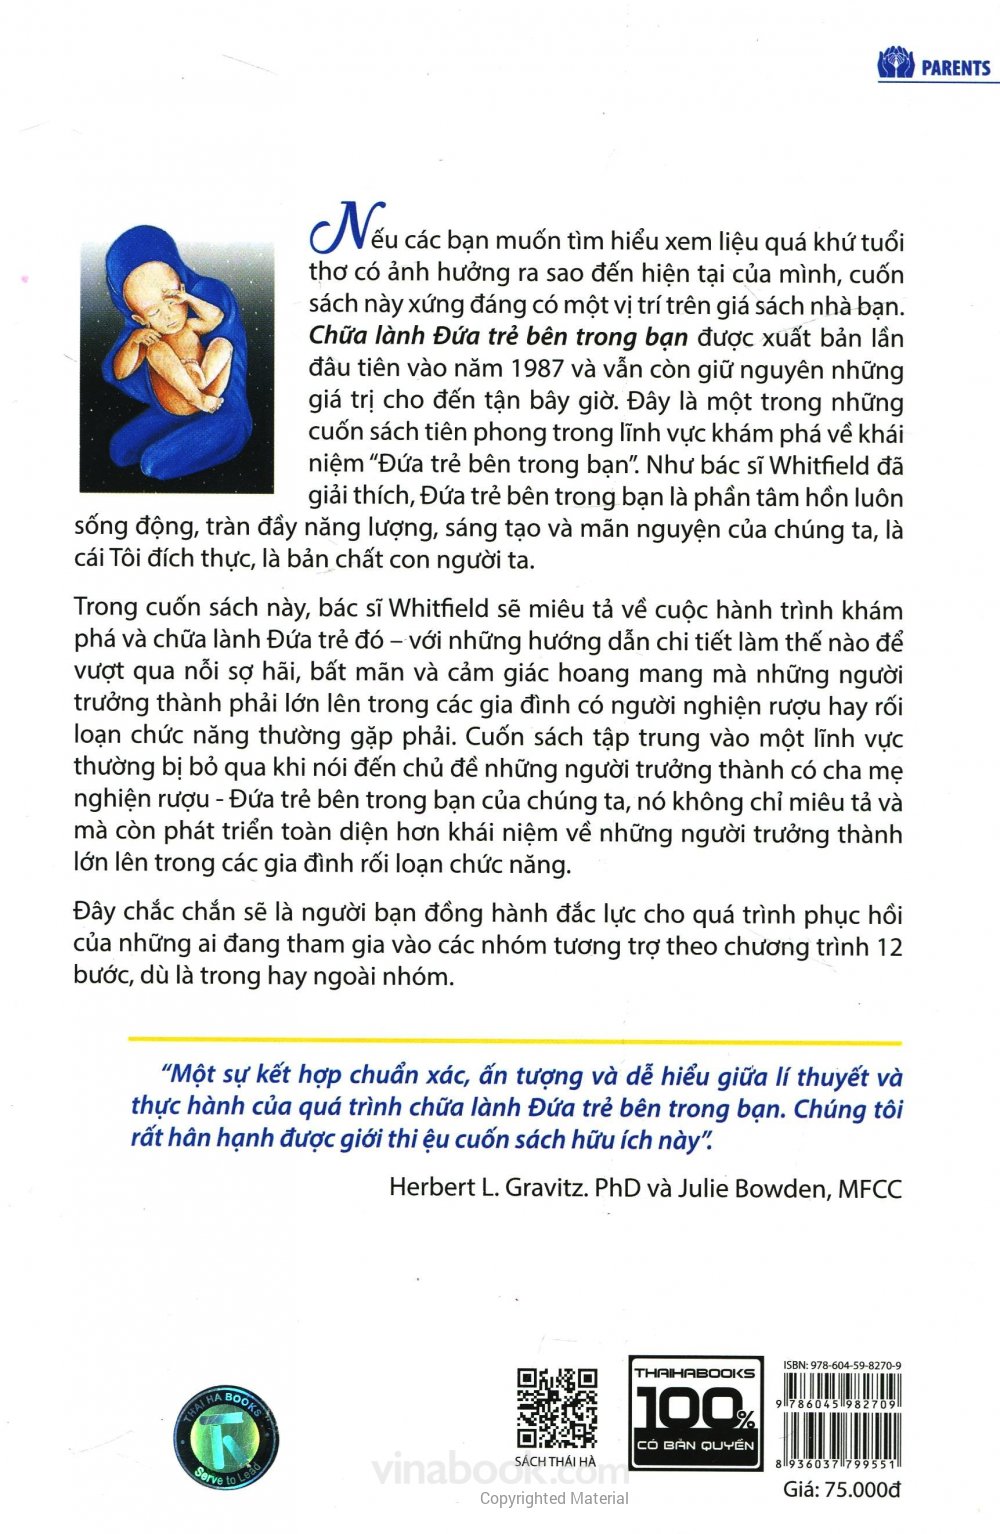 PARENTS
Nếu các bạn muốn tìm hiểu xem liệu quá khứ tuổi
thơ có ảnh hưởng ra sao đến hiện tại của mình, cuốn
sách này xứng đáng có một vị trí trên giá sách nhà bạn.
Chữa lành Đứa trẻ bên trong bạn được xuất bản lần
đâu tiên vào năm 1987 và vẫn còn giữ nguyên những
giá trị cho đến tận bây giờ. Đây là một trong những
cuốn sách tiên phong trong lĩnh vực khám phá về khái
niệm “Đứa trẻ bên trong bạn”. Như bác sĩ Whitfield đã
giải thích, Đứa trẻ bên trong bạn là phần tâm hồn luôn
sống động, tràn đầy năng lượng, sáng tạo và mãn nguyện của chúng ta, là
cái Tôi đích thực, là bản chất con người ta.
Trong cuốn sách này, bác sĩ Whitfield sẽ miêu tả về cuộc hành trình khám
phá và chữa lành Đứa trẻ đó – với những hướng dẫn chi tiết làm thế nào để
vượt qua nỗi sợ hãi, bất mãn và cảm giác hoang mang mà những người
trưởng thành phải lớn lên trong các gia đình có người nghiện rượu hay rối
loạn chức năng thường gặp phải. Cuốn sách tập trung vào một lĩnh vực
thường bị bỏ qua khi nói đến chủ đề những người trưởng thành có cha mẹ
nghiện rượu - Đứa trẻ bên trong bạn của chúng ta, nó không chỉ miêu tả và
mà còn phát triển toàn diện hơn khái niệm về những người trưởng thành
lớn lên trong các gia đình rối loạn chức năng.
Đây chắc chắn sẽ là người bạn đồng hành đắc lực cho quá trình phục hồi
của những ai đang tham gia vào các nhóm tương trợ theo chương trình 12
bước, dù là trong hay ngoài nhóm.
“Một sự kết hợp chuẩn xác, ấn tượng và dễ hiểu giữa lí thuyết và
thực hành của quá trình chữa lành Đứa trẻ bên trong bạn. Chúng tôi
rất hân hạnh được giới thi ệu cuốn sách hữu ích này”.
Herbert L. Gravitz. PhD và Julie Bowden, MFCC
THAI HA BOOKS
Serve to Lead
SÁCH THÁI HÀ
THAIHABOOKS
100%
CÓ BẢN QUYỀN
ISBN: 978-604-59-8270-9
9 786045 982709
8 936037 799551
Giá: 75.000đ
vinabook.com
Copyrighted Material